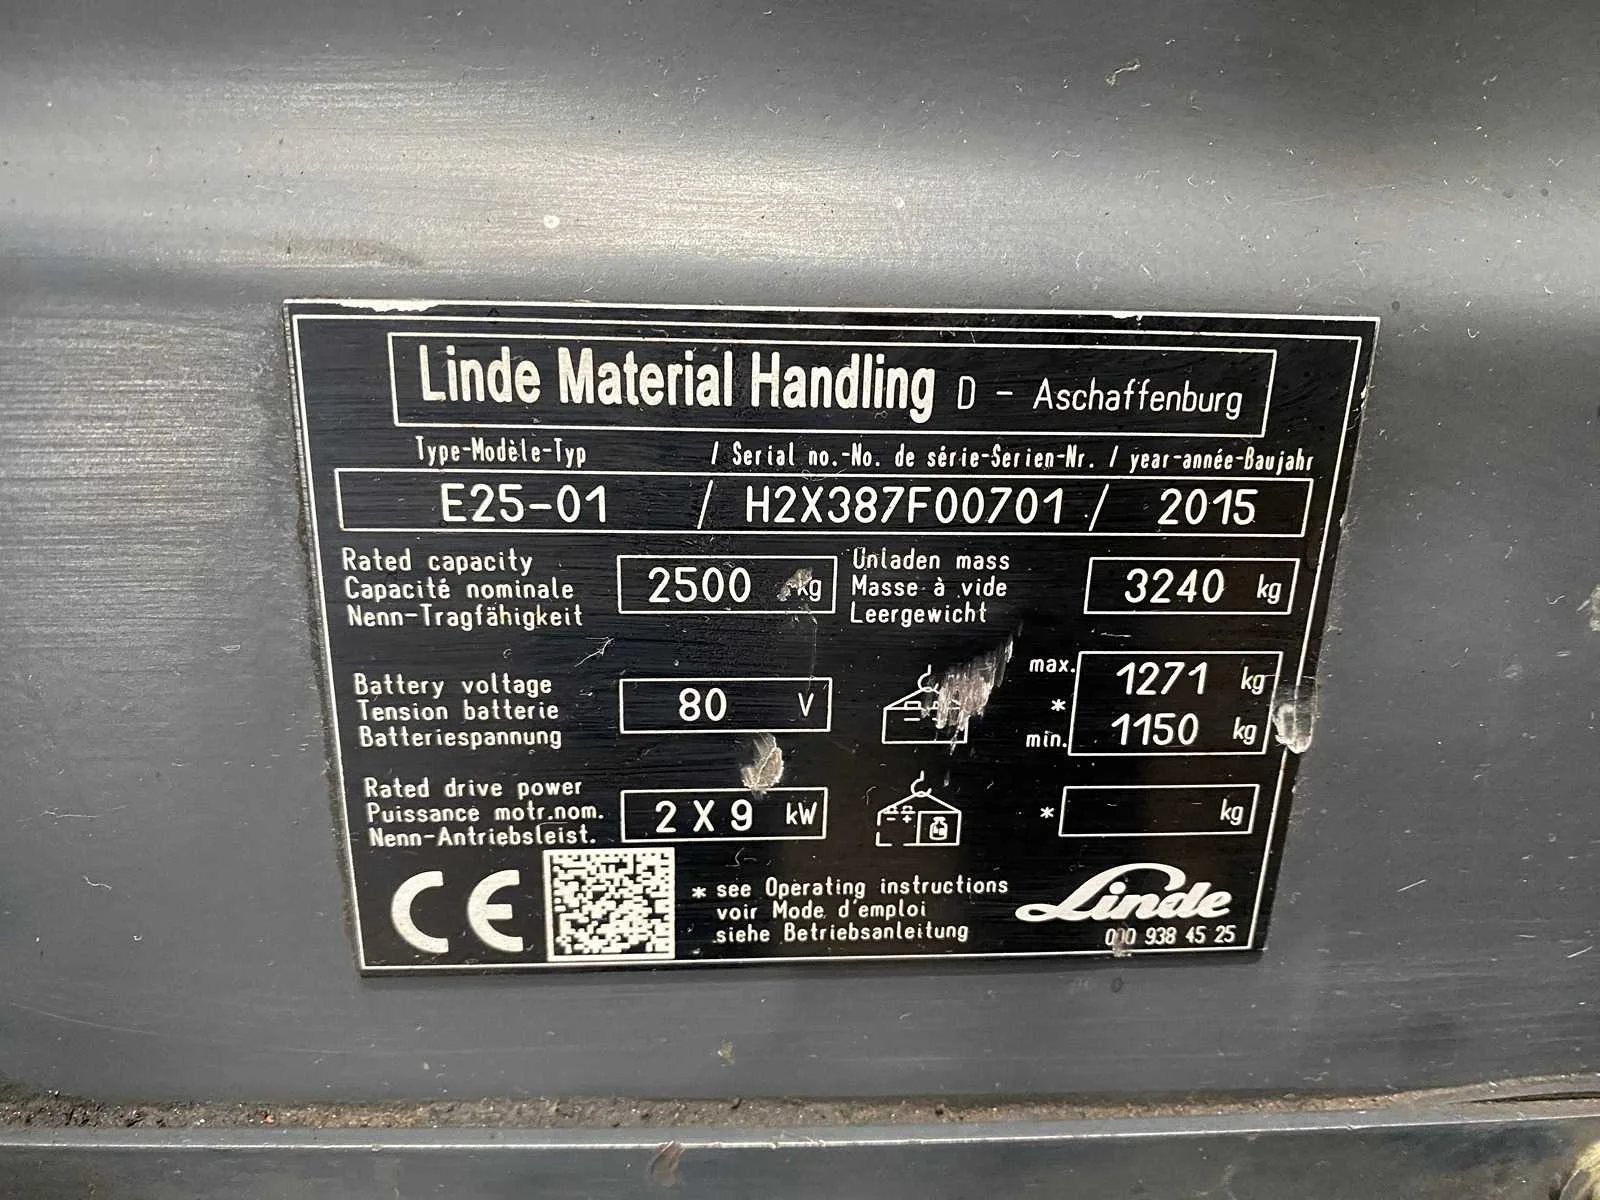 Linde Material Handling D - Aschaffenburg
Type-Modèle-Typ / Serial no.-No. de série-Serien-Nr. / year-année-Baujahr
E25-01 / H2X387F00701 / 2015
Rated capacity
Capacité nominale
Nenn-Tragfähigkeit
2500 kg
Unladen mass
Masse à vide
Leergewicht
3240 kg
Battery voltage
Tension batterie
Batteriespannung
80 V
max. 1271 kg
*
min. 1150 kg
Rated drive power
Puissance motr.nom.
Nenn-Antriebsleist.
2 X 9 kW
* kg
CE
* see Operating instructions
voir Mode d'emploi
siehe Betriebsanleitung
Linde
000 938 45 25